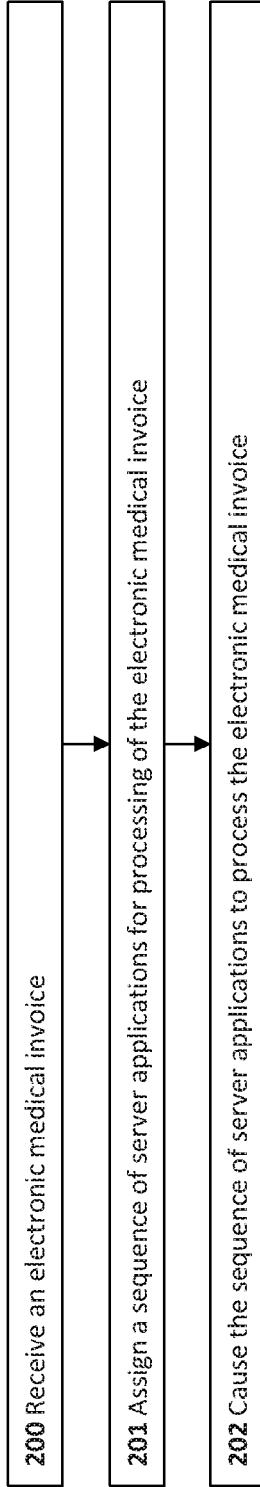 200 Receive an electronic medical invoice
201 Assign a sequence of server applications for processing of the electronic medical invoice
202 Cause the sequence of server applications to process the electronic medical invoice